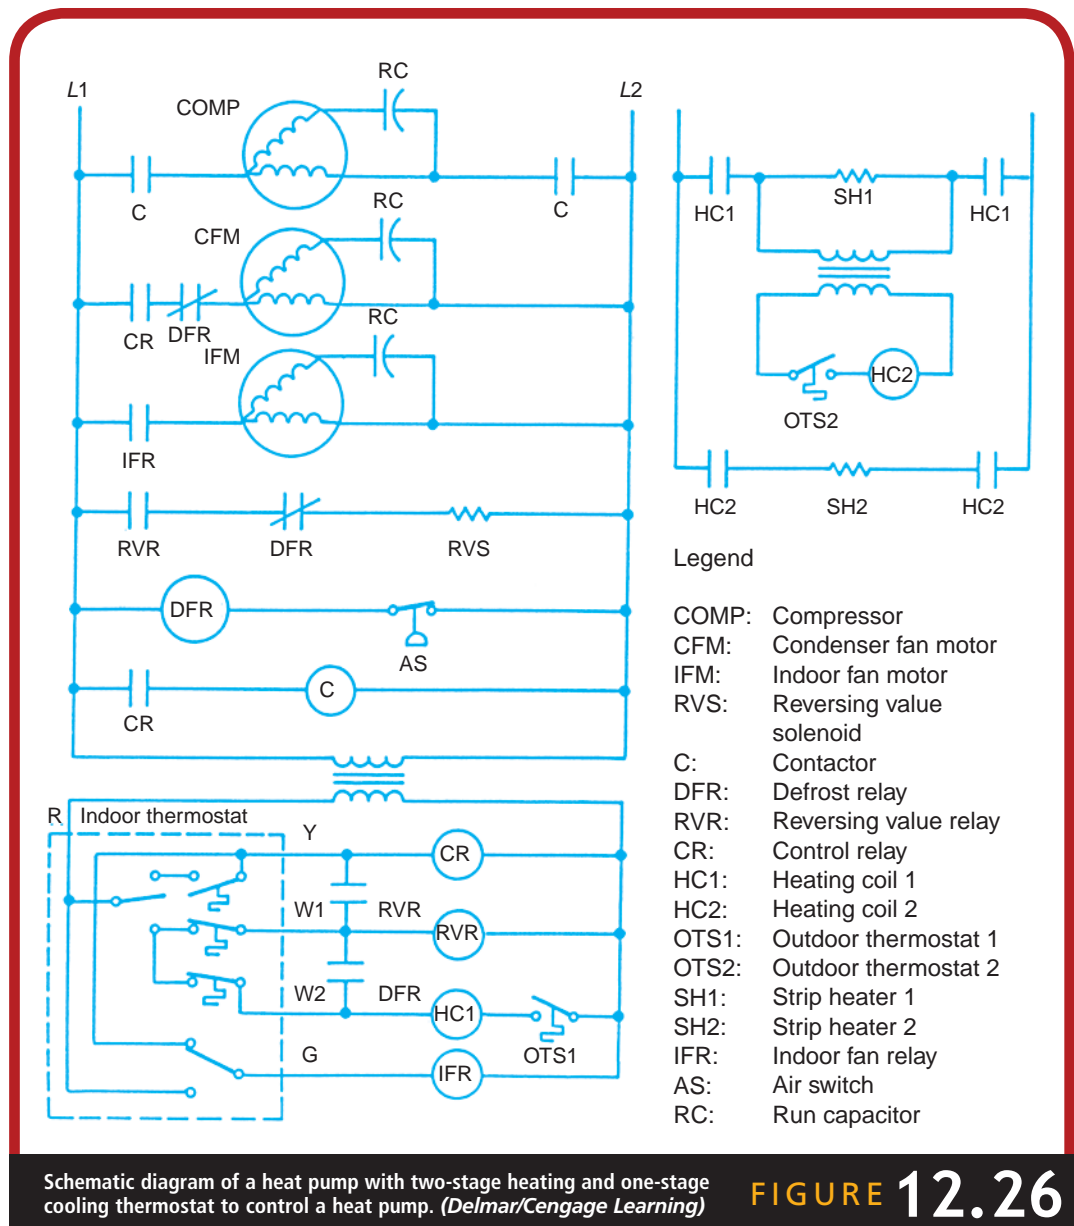 L1
RC
L2
COMP
C
C
HC1
SH1
HC1
RC
CFM
CR
DFR
RC
IFM
HC2
OTS2
IFR
HC2
SH2
HC2
RVR
DFR
RVS
DFR
AS
C
CR
R Indoor thermostat
Y
CR
W1
RVR
RVR
W2
DFR
HC1
OTS1
G
IFR
Legend
COMP: Compressor
CFM: Condenser fan motor
IFM: Indoor fan motor
RVS: Reversing value
solenoid
C: Contactor
DFR: Defrost relay
RVR: Reversing value relay
CR: Control relay
HC1: Heating coil 1
HC2: Heating coil 2
OTS1: Outdoor thermostat 1
OTS2: Outdoor thermostat 2
SH1: Strip heater 1
SH2: Strip heater 2
IFR: Indoor fan relay
AS: Air switch
RC: Run capacitor
Schematic diagram of a heat pump with two-stage heating and one-stage
cooling thermostat to control a heat pump. (Delmar/Cengage Learning)
FIGURE 12.26